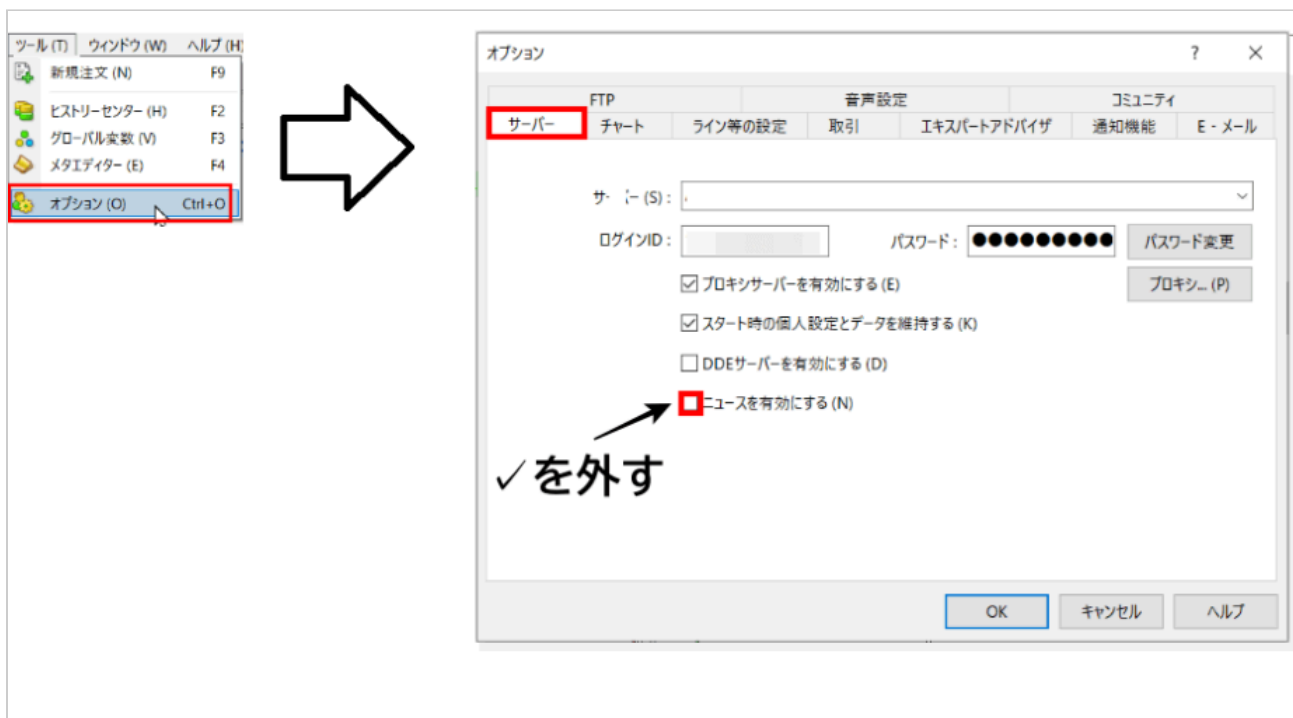 ツール (T) ウィンドウ (W) ヘルプ (H
新規注文 (N) F9
ヒストリーセンター (H) F2
グローバル変数 (V) F3
メタエディター (E) F4
オプション (O) Ctrl+O
オプション ? ×
FTP 音声設定 コミュニティ
サーバー チャート ライン等の設定 取引 エキスパートアドバイザ 通知機能 E - メール
(S) :
ログインID : パスワード : ●●●●●●●●● パスワード変更
プロキシサーバーを有効にする (E) プロキシ... (P)
スタート時の個人設定とデータを維持する (K)
DDEサーバーを有効にする (D)
ニュースを有効にする (N)
✓を外す
OK キャンセル ヘルプ